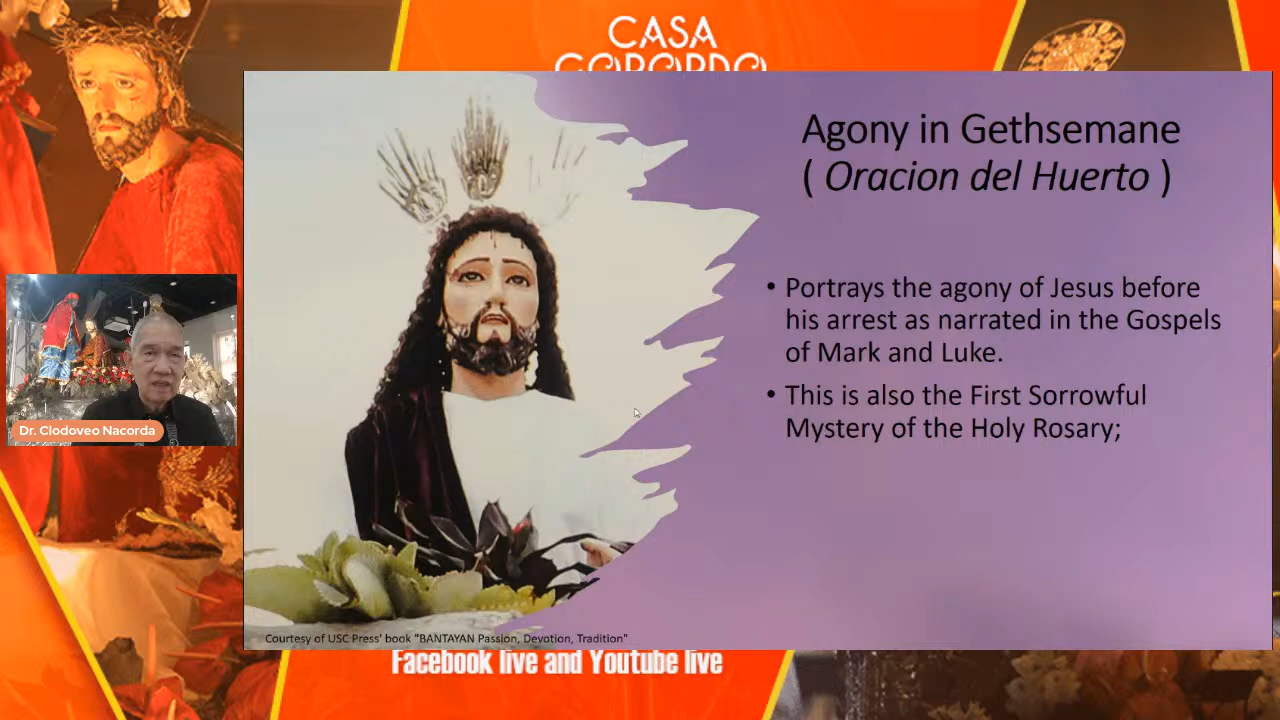 CASA
GORORDO
Agony in Gethsemane
( Oracion del Huerto )
• Portrays the agony of Jesus before
his arrest as narrated in the Gospels
of Mark and Luke.
• This is also the First Sorrowful
Mystery of the Holy Rosary;
Dr. Clodoveo Nacorda
Courtesy of USC Press' book "BANTAYAN Passion, Devotion, Tradition"
Facebook live and Youtube live